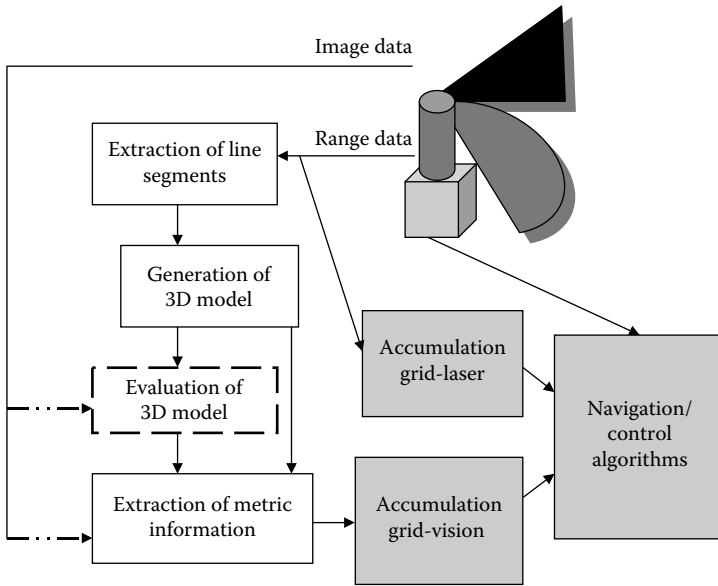 Image data
Range data
Extraction of line
segments
Generation of
3D model
Accumulation
grid-laser
Evaluation of
3D model
Navigation/
control
algorithms
Extraction of metric
information
Accumulation
grid-vision